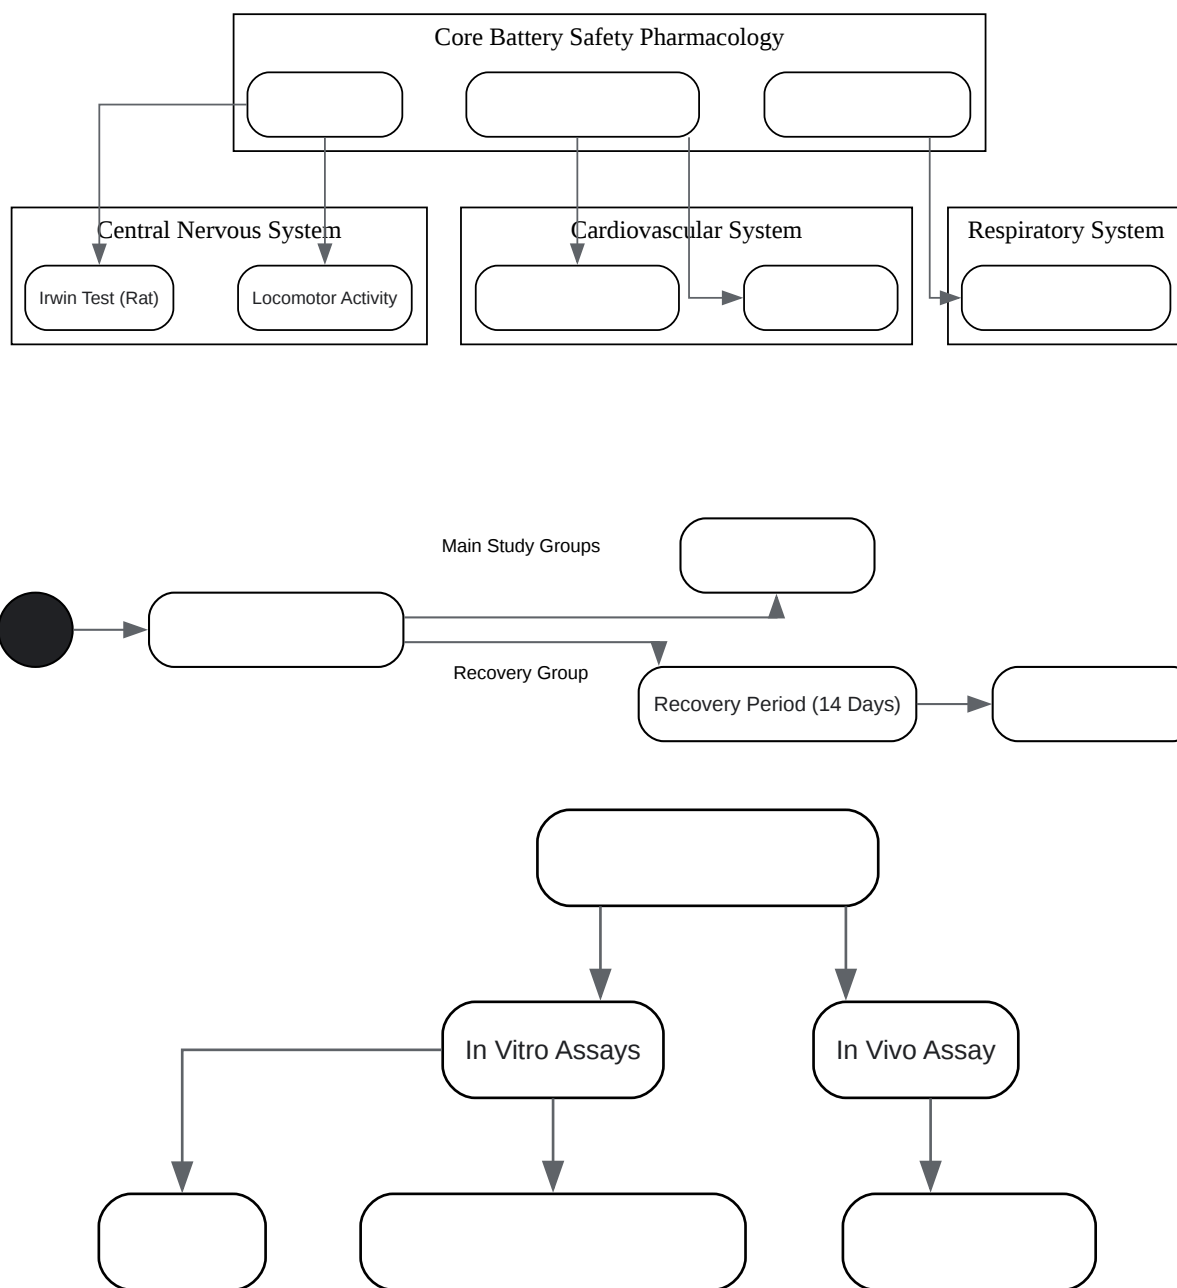 Core Battery Safety Pharmacology
Central Nervous System
Cardiovascular System
Respiratory System
Irwin Test (Rat)
Locomotor Activity
Main Study Groups
Recovery Group
Recovery Period (14 Days)
In Vitro Assays
In Vivo Assay